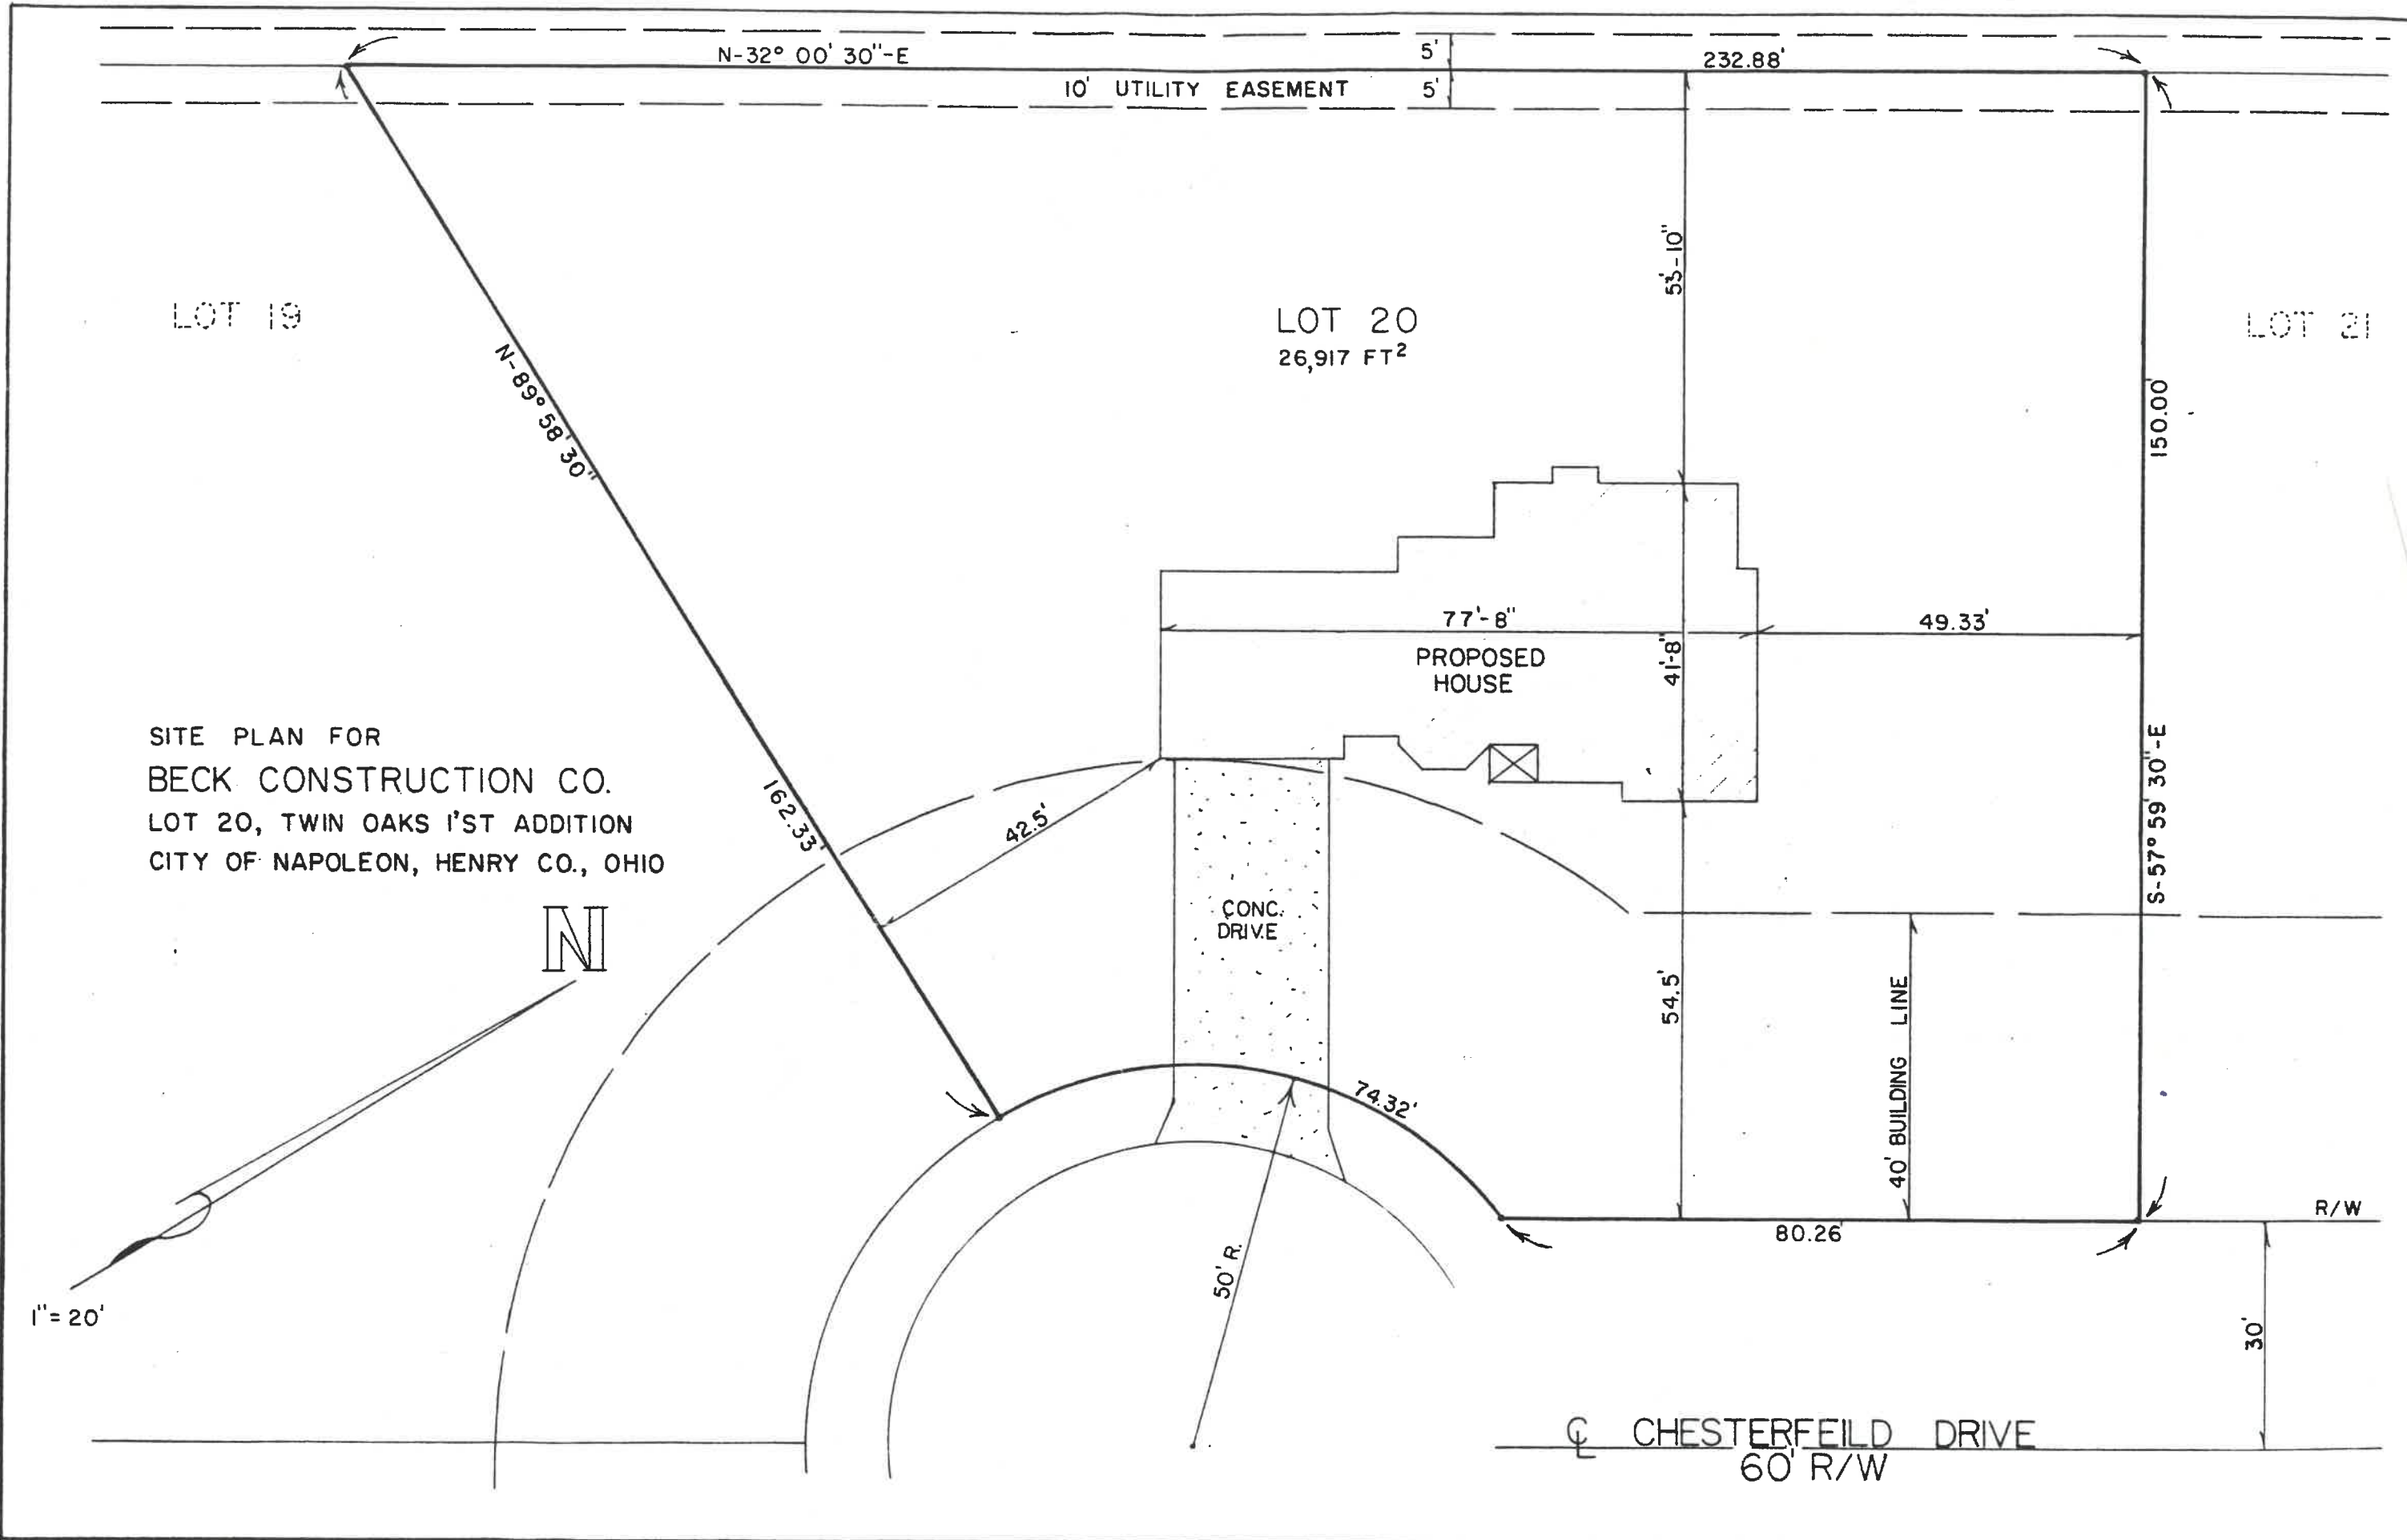 N-32° 00' 30"-E
5'
232.88'
10' UTILITY EASEMENT
5'
53'-10"
LOT 19
LOT 20
26,917 FT²
LOT 21
N-89° 58' 30"
150.00'
77'-8"
49.33'
41'-8"
PROPOSED
HOUSE
SITE PLAN FOR
BECK CONSTRUCTION CO.
LOT 20, TWIN OAKS 1'ST ADDITION
CITY OF NAPOLEON, HENRY CO., OHIO
162.33'
42.5'
S-57° 59' 30"-E
CONC.
DRIVE
N
54.5'
40' BUILDING LINE
74.32'
R/W
80.26'
50' R.
1"= 20'
30'
℄ CHESTERFEILD DRIVE
60' R/W